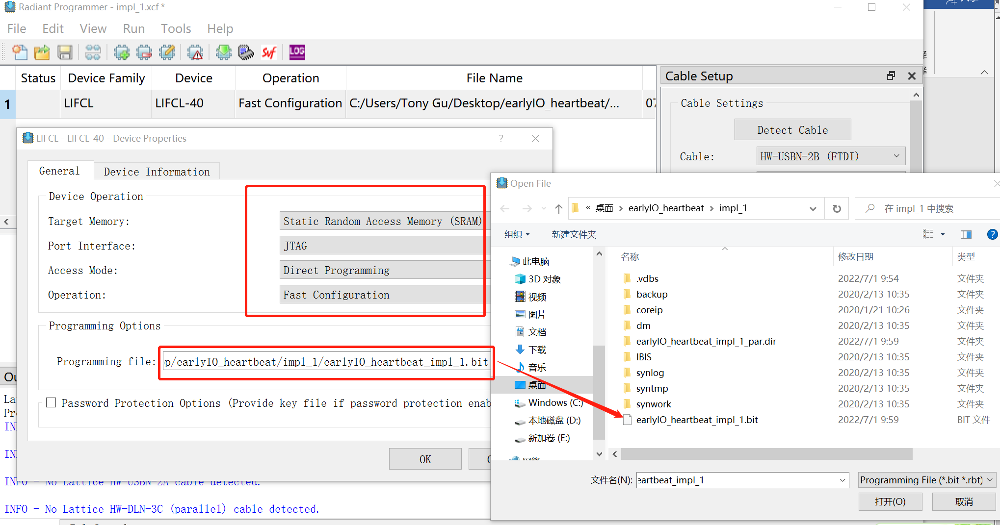 Radiant Programmer - impl_1.xcf *
File Edit View Run Tools Help
SVF LOG
Status Device Family Device Operation File Name
1 LIFCL LIFCL-40 Fast Configuration C:/Users/Tony Gu/Desktop/earlyIO_heartbeat/... 07
Cable Setup
Cable Settings
Detect Cable
Cable: HW-USBN-2B (FTDI)
LIFCL - LIFCL-40 - Device Properties
General Device Information
Device Operation
Target Memory: Static Random Access Memory (SRAM)
Port Interface: JTAG
Access Mode: Direct Programming
Operation: Fast Configuration
Programming Options
Programming file: op/earlyIO_heartbeat/impl_1/earlyIO_heartbeat_impl_1.bit
Password Protection Options (Provide key file if password protection enab
OK
INFO - No Lattice HW-USBN-2A cable detected.
INFO - No Lattice HW-DLN-3C (parallel) cable detected.
Open File
« 桌面 › earlyIO_heartbeat › impl_1
在 impl_1 中搜索
组织 新建文件夹
此电脑
3D 对象
视频
图片
文档
下载
音乐
桌面
Windows (C:)
本地磁盘 (D:)
新加卷 (E:)
网络
名称 修改日期 类型
.vdbs 2022/7/1 9:54 文件夹
backup 2020/2/13 10:35 文件夹
coreip 2020/1/21 10:26 文件夹
dm 2020/2/13 10:35 文件夹
earlyIO_heartbeat_impl_1_par.dir 2022/7/1 9:59 文件夹
IBIS 2020/2/13 10:35 文件夹
synlog 2020/2/13 10:35 文件夹
syntmp 2020/2/13 10:35 文件夹
synwork 2020/2/13 10:35 文件夹
earlyIO_heartbeat_impl_1.bit 2022/7/1 9:59 BIT 文件
文件名(N): eartbeat_impl_1 Programming File (*.bit *.rbt)
打开(O) 取消